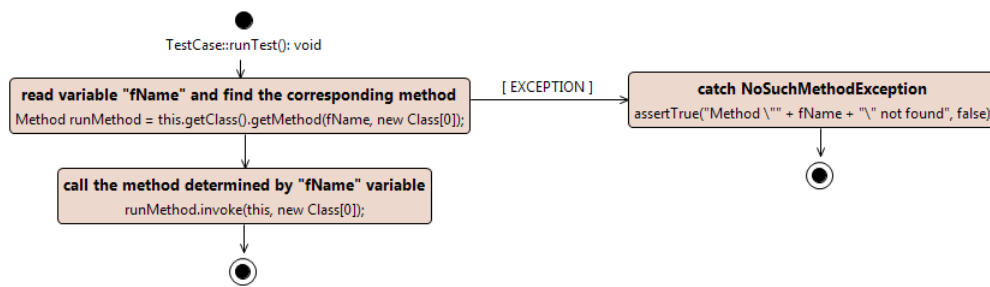 TestCase::runTest(): void
read variable "fName" and find the corresponding method
Method runMethod = this.getClass().getMethod(fName, new Class[0]);
[ EXCEPTION ]
catch NoSuchMethodException
assertTrue("Method \"" + fName + "\" not found", false)
call the method determined by "fName" variable
runMethod.invoke(this, new Class[0]);